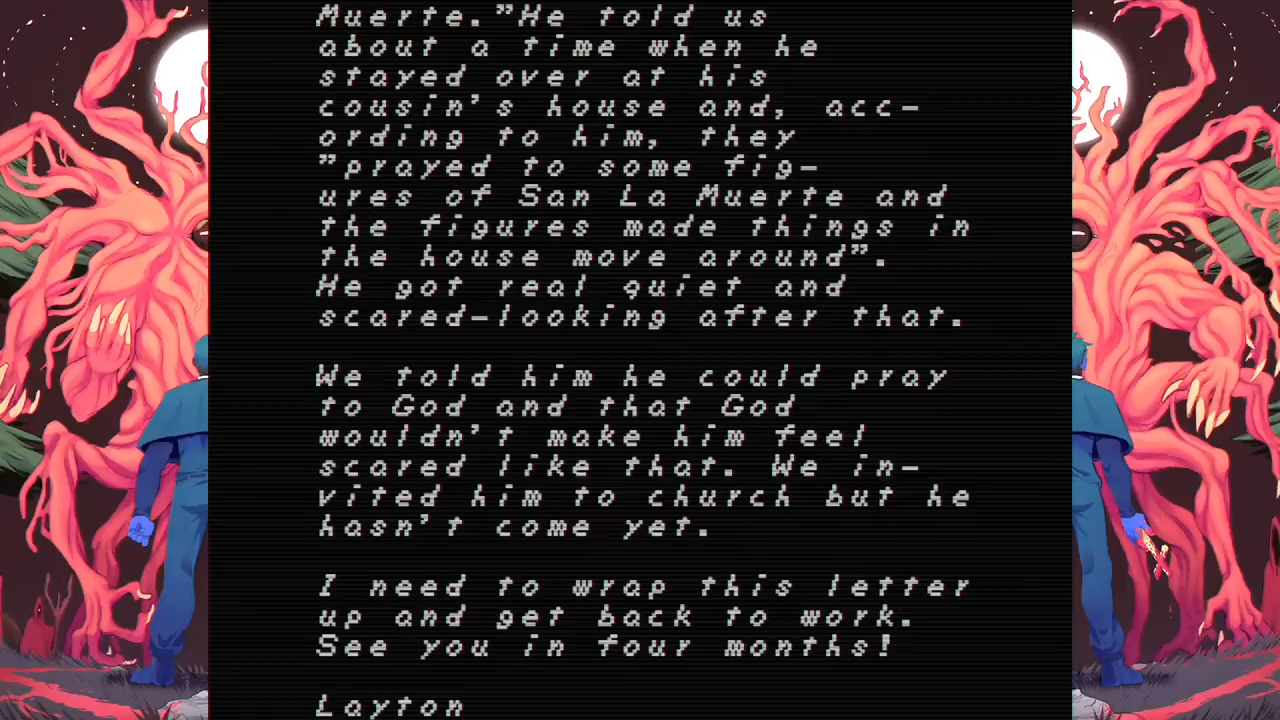 Muerte."He told us
about a time when he
stayed over at his
cousin's house and, acc-
ording to him, they
"prayed to some fig-
ures of San La Muerte and
the figures made things in
the house move around".
He got real quiet and
scared-looking after that.
We told him he could pray
to God and that God
wouldn't make him feel
scared like that. We in-
vited him to church but he
hasn't come yet.
I need to wrap this letter
up and get back to work.
See you in four months!
Layton